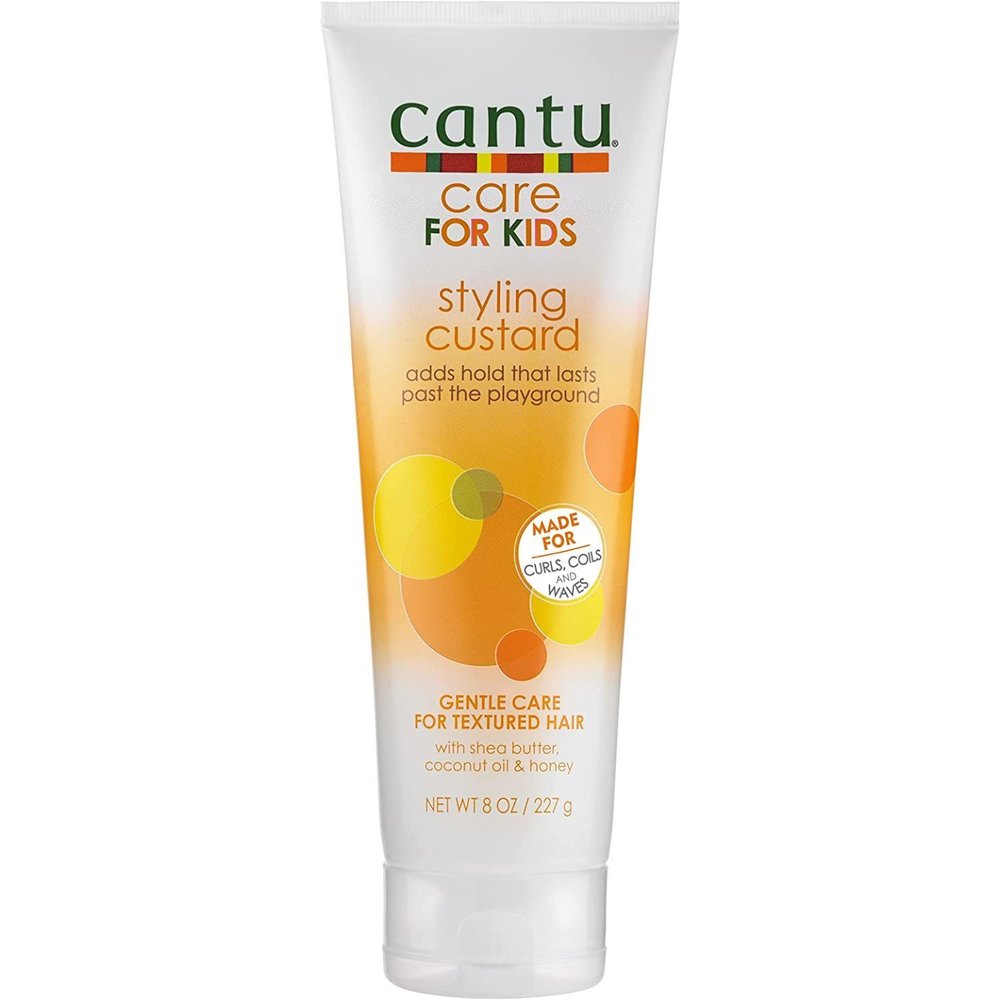 cantu®
care
FOR KIDS
styling
custard
adds hold that lasts
past the playground
MADE
FOR
CURLS, COILS
AND
WAVES
GENTLE CARE
FOR TEXTURED HAIR
with shea butter,
coconut oil & honey
NET WT 8 OZ / 227 g